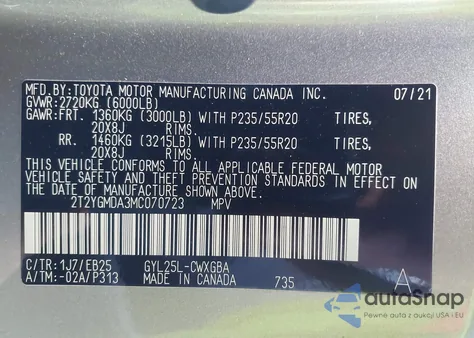 MFD.BY:TOYOTA MOTOR MANUFACTURING CANADA INC.
07/21
GVWR:2720KG (6000LB)
GAWR:FRT. 1360KG (3000LB) WITH P235/55R20 TIRES,
20X8J RIMS.
RR. 1460KG (3215LB) WITH P235/55R20 TIRES,
20X8J RIMS.
THIS VEHICLE CONFORMS TO ALL APPLICABLE FEDERAL MOTOR
VEHICLE SAFETY AND THEFT PREVENTION STANDARDS IN EFFECT ON
THE DATE OF MANUFACTURE SHOWN ABOVE.
2T2YGMDA3MC070723 MPV
C/TR:1J7/EB25 GYL25L-CWXGBA
A/TM:-02A/P313 MADE IN CANADA 735 A
autoSnap
Pewne auto z aukcji USA i EU